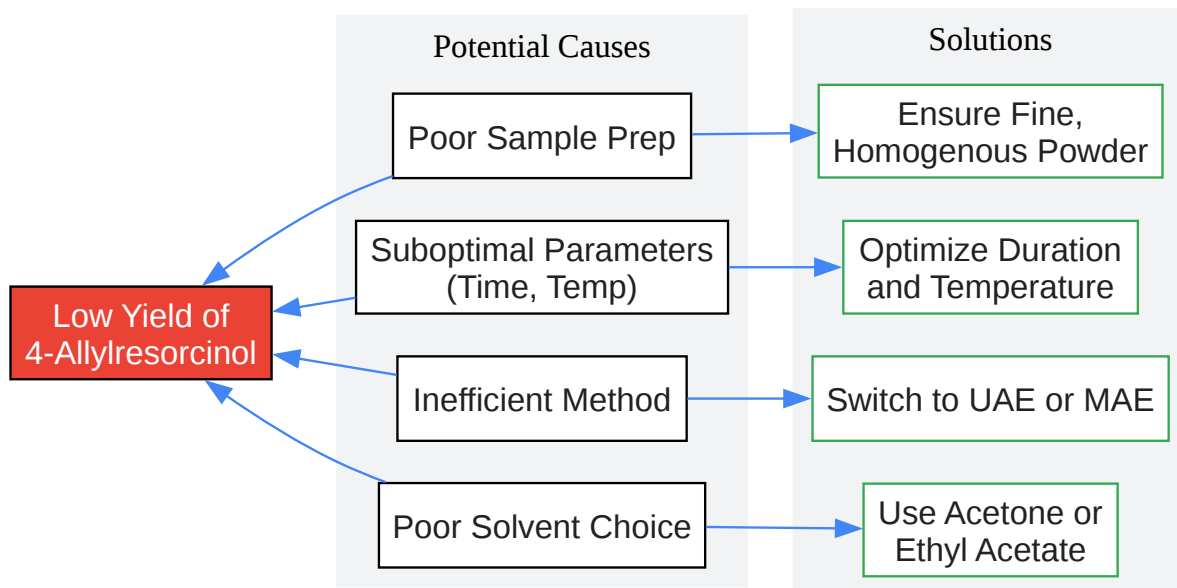 Potential Causes
Solutions
Poor Sample Prep
Ensure Fine,
Homogenous Powder
Suboptimal Parameters
(Time, Temp)
Optimize Duration
and Temperature
Low Yield of
4-Allylresorcinol
Inefficient Method
Switch to UAE or MAE
Poor Solvent Choice
Use Acetone or
Ethyl Acetate